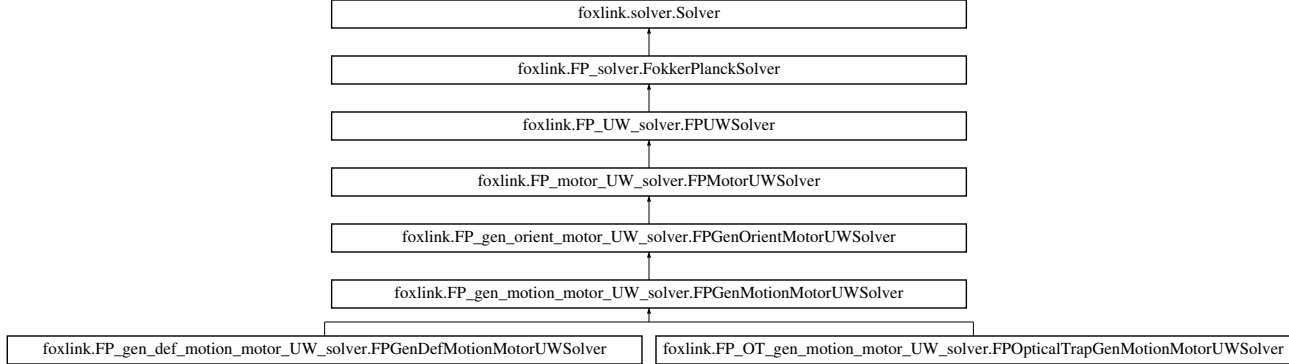 foxlink.solver.Solver
foxlink.FP_solver.FokkerPlanckSolver
foxlink.FP_UW_solver.FPUWSolver
foxlink.FP_motor_UW_solver.FPMotorUWSolver
foxlink.FP_gen_orient_motor_UW_solver.FPGenOrientMotorUWSolver
foxlink.FP_gen_motion_motor_UW_solver.FPGenMotionMotorUWSolver
foxlink.FP_gen_def_motion_motor_UW_solver.FPGenDefMotionMotorUWSolver
foxlink.FP_OT_gen_motion_motor_UW_solver.FPOpticalTrapGenMotionMotorUWSolver